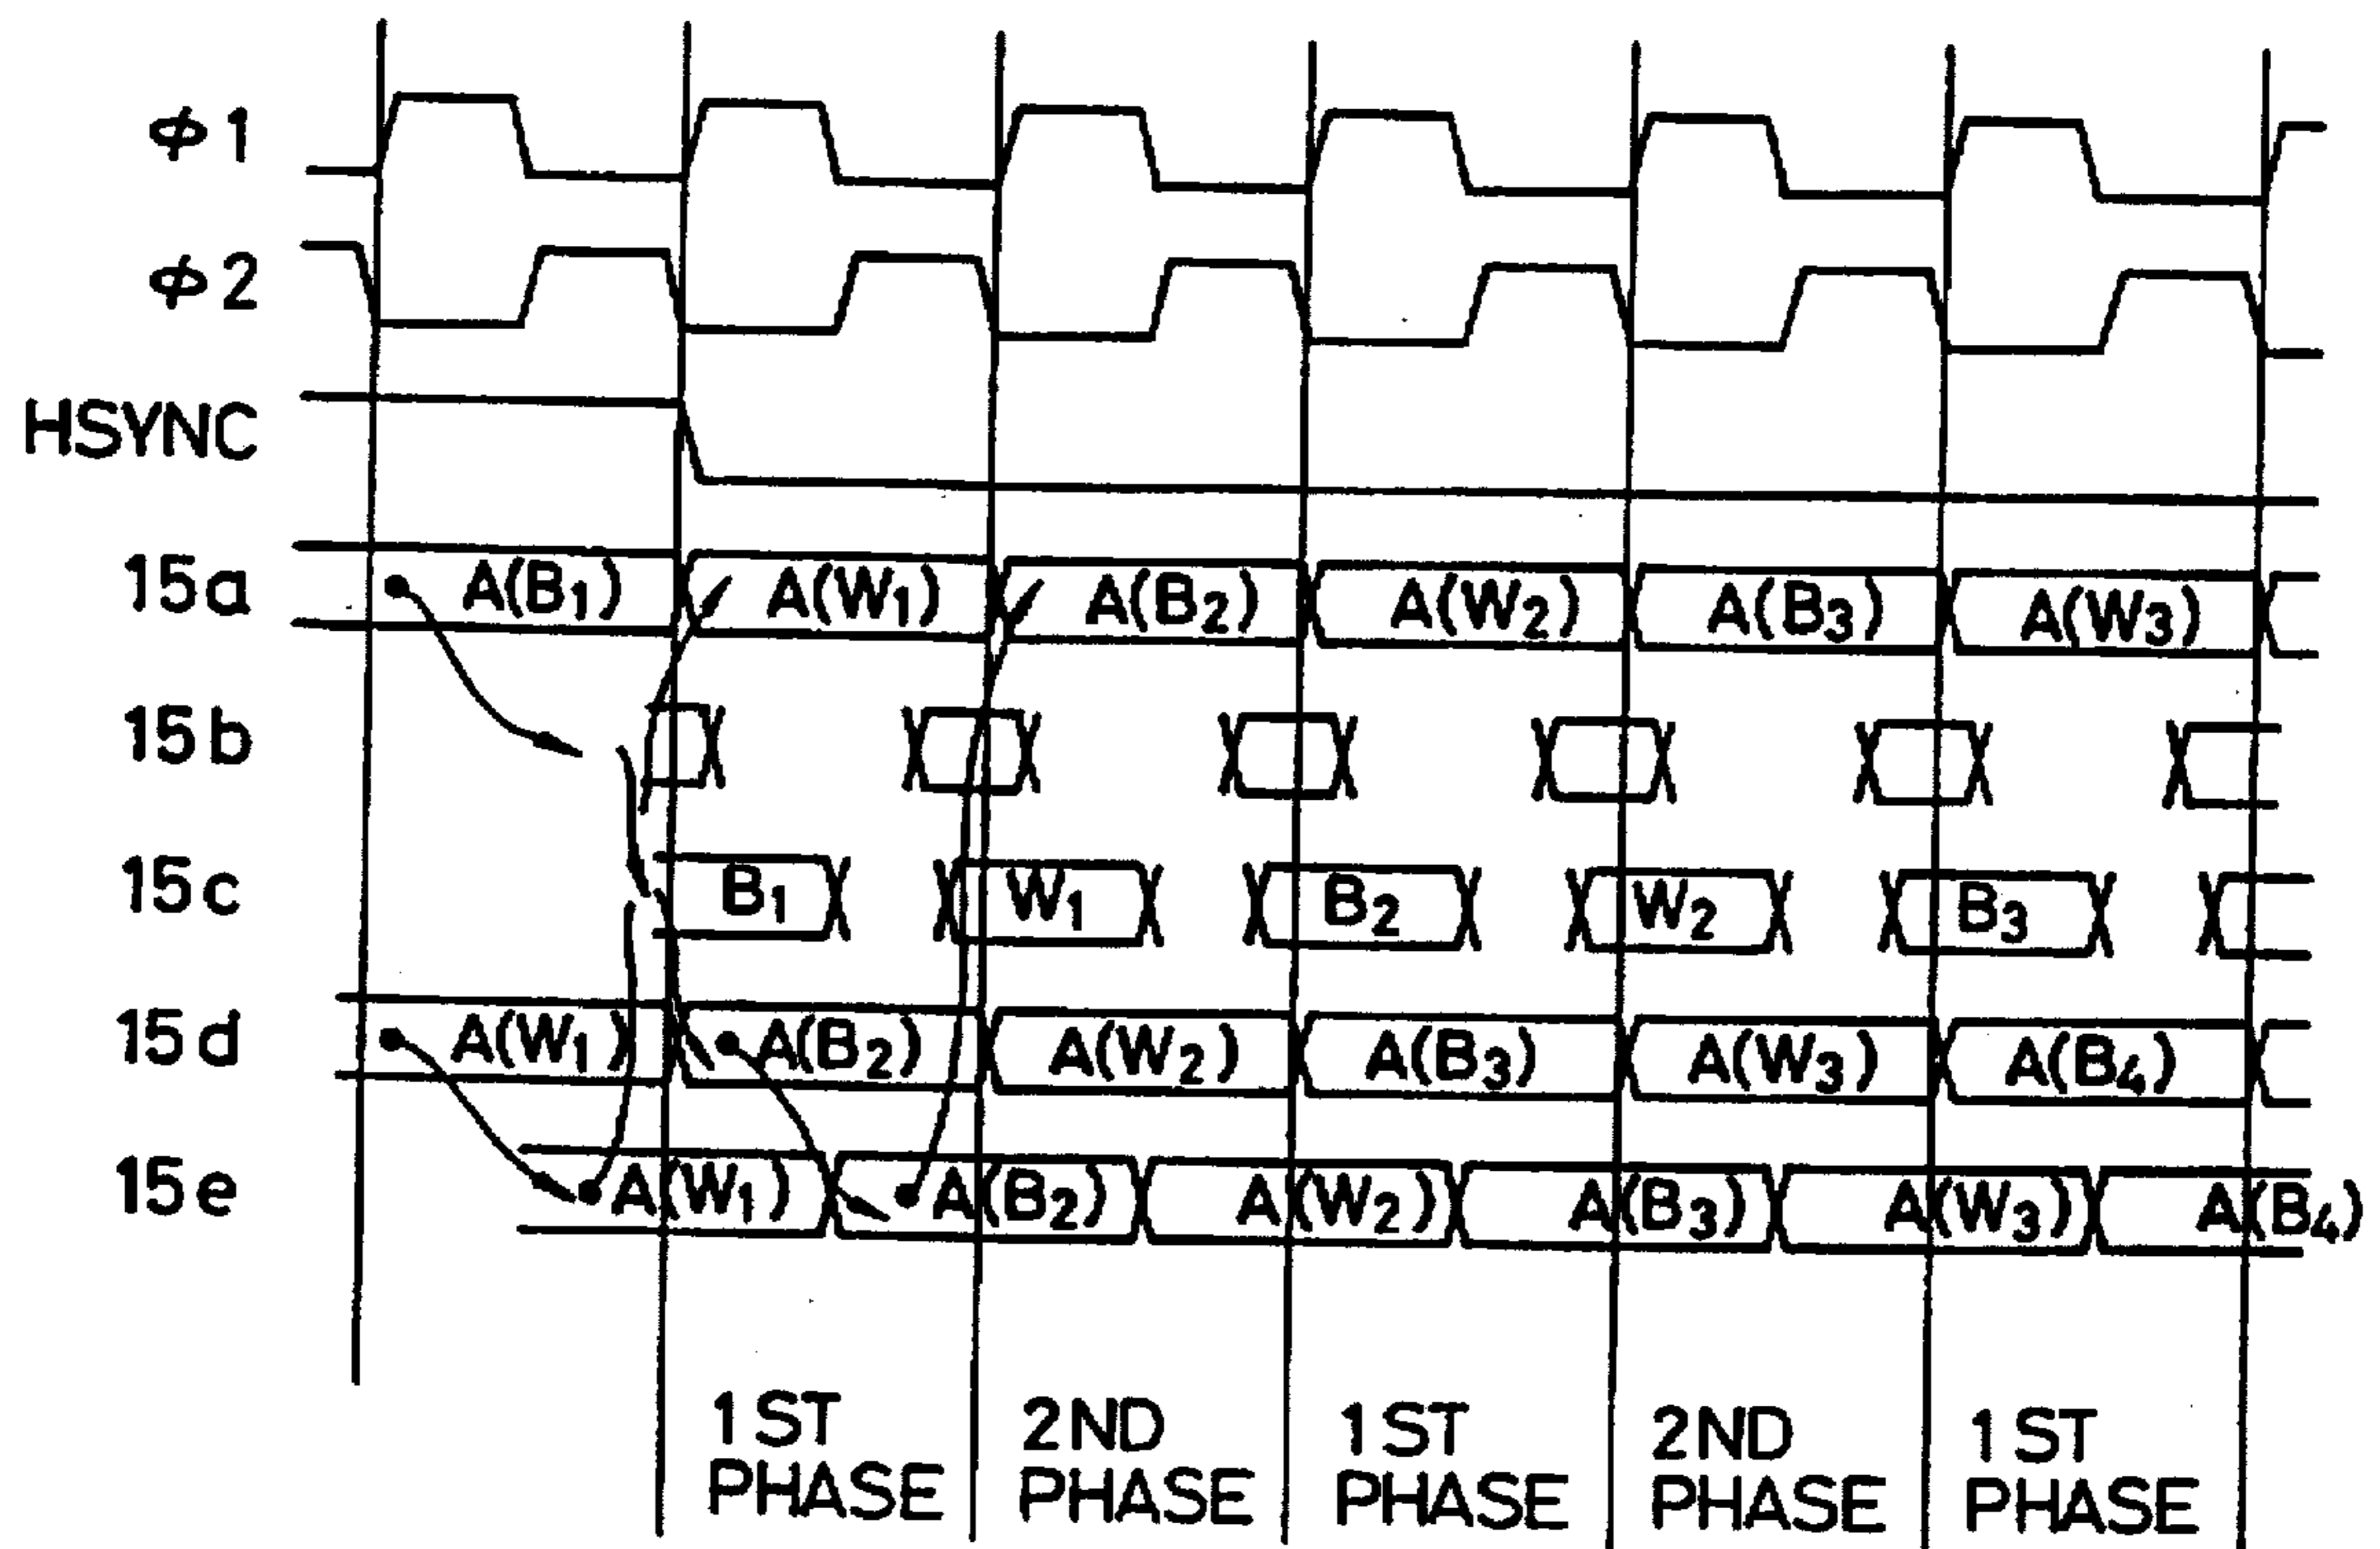 φ1
φ2
HSYNC
15a A(B1) A(W1) A(B2) A(W2) A(B3) A(W3)
15b
15c B1 W1 B2 W2 B3
15d A(W1) A(B2) A(W2) A(B3) A(W3) A(B4)
15e A(W1) A(B2) A(W2) A(B3) A(W3) A(B4)
1ST 2ND 1ST 2ND 1ST
PHASE PHASE PHASE PHASE PHASE